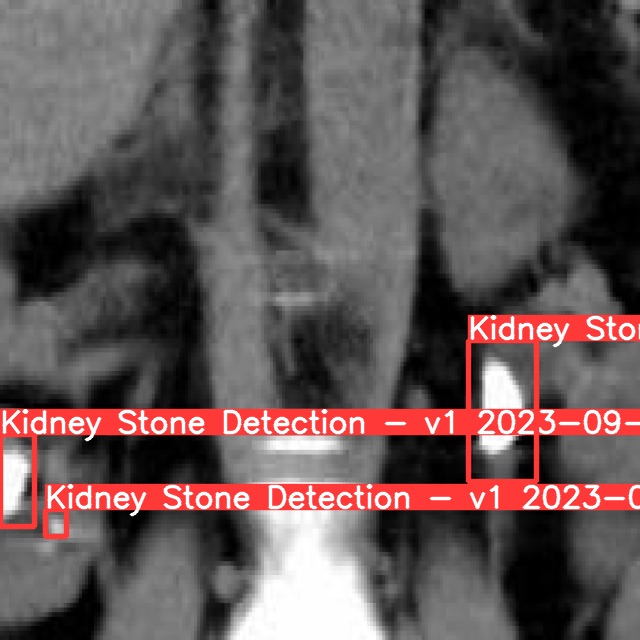 Kidney Sto
Kidney Stone Detection - v1 2023-09-
Kidney Stone Detection - v1 2023-0